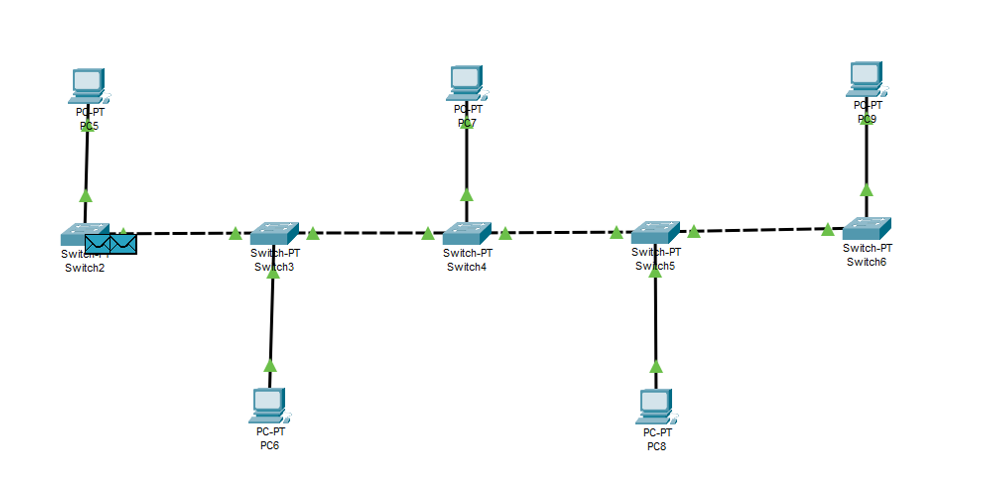 PC-PT
PC5
PC-PT
PC7
PC-PT
PC9
Switch-PT
Switch2
Switch-PT
Switch3
Switch-PT
Switch4
Switch-PT
Switch5
Switch-PT
Switch6
PC-PT
PC6
PC-PT
PC8